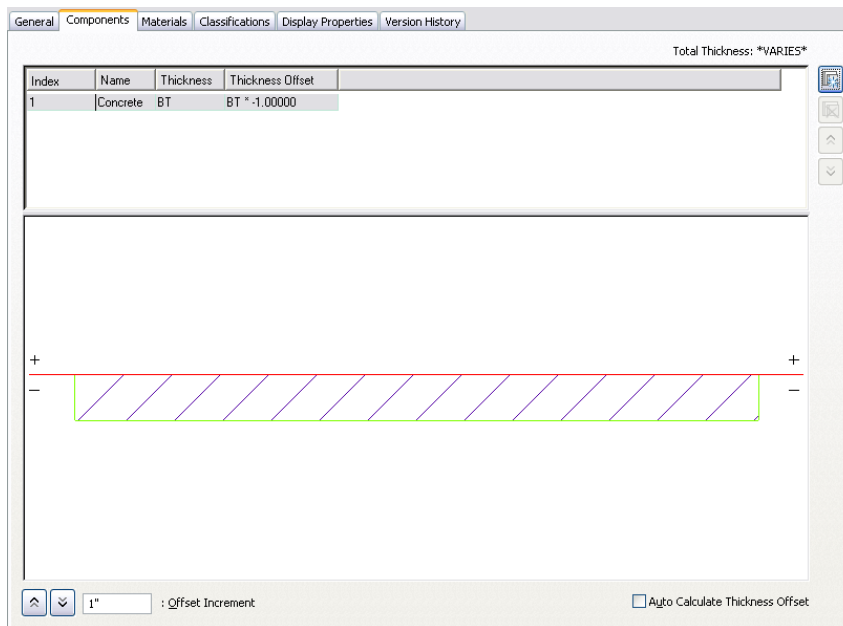 General Components Materials Classifications Display Properties Version History
Total Thickness: *VARIES*
Index Name Thickness Thickness Offset
1 Concrete BT BT * -1.00000
+ +
− −
1" : Offset Increment Auto Calculate Thickness Offset